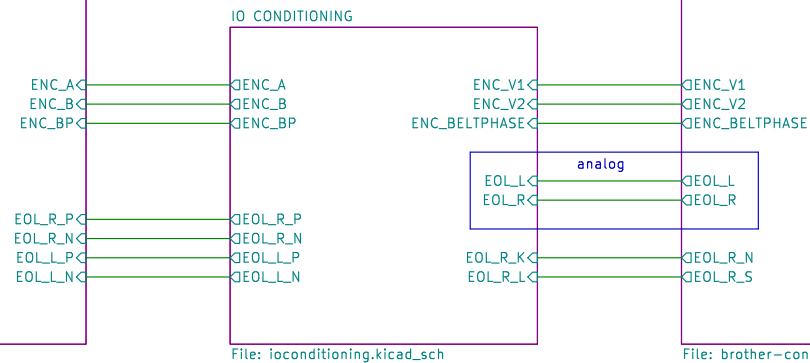 IO CONDITIONING
ENC_A ENC_A ENC_V1 ENC_V1
ENC_B ENC_B ENC_V2 ENC_V2
ENC_BP ENC_BP ENC_BELTPHASE ENC_BELTPHASE
analog
EOL_L EOL_L
EOL_R EOL_R
EOL_R_P EOL_R_P
EOL_R_N EOL_R_N
EOL_L_P EOL_L_P EOL_R_K EOL_R_N
EOL_L_N EOL_L_N EOL_R_L EOL_R_S
File: ioconditioning.kicad_sch File: brother-con